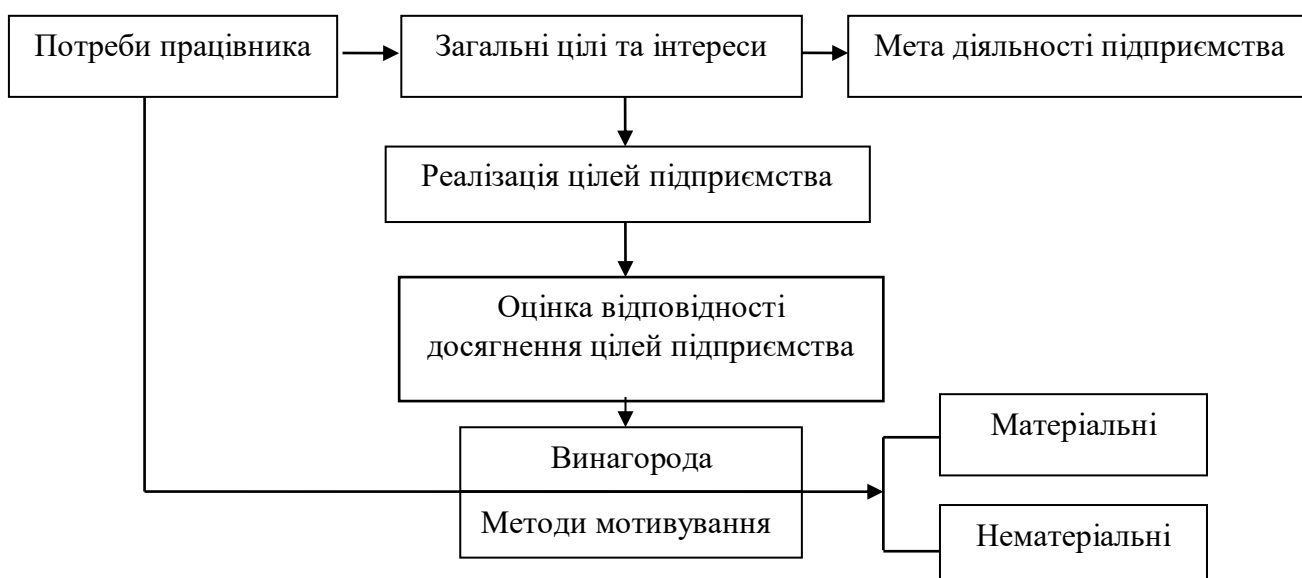 Потреби працівника
Загальні цілі та інтереси
Мета діяльності підприємства
Реалізація цілей підприємства
Оцінка відповідності
досягнення цілей підприємства
Винагорода
Методи мотивування
Матеріальні
Нематеріальні